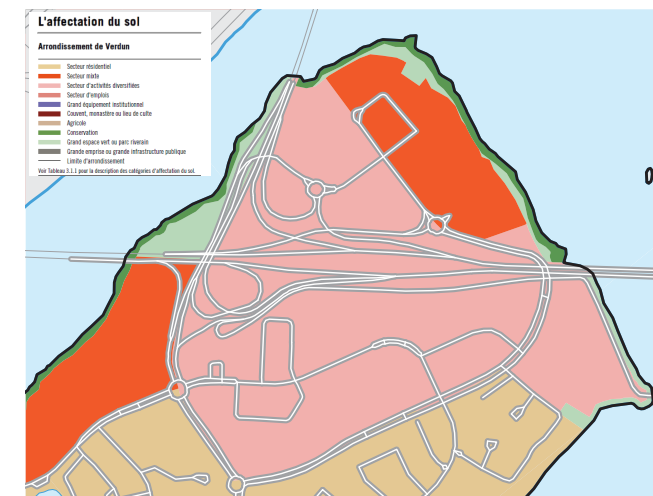 L'affectation du sol
Arrondissement de Verdun
Secteur résidentiel
Secteur mixte
Secteur d'activités diversifiées
Secteur d'emplois
Grand équipement institutionnel
Couvent, monastère ou lieu de culte
Agricole
Conservation
Grand espace vert ou parc riverain
Grande emprise ou grande infrastructure publique
Limite d'arrondissement
Voir Tableau 3.1.1 pour la description des catégories d'affectation du sol.